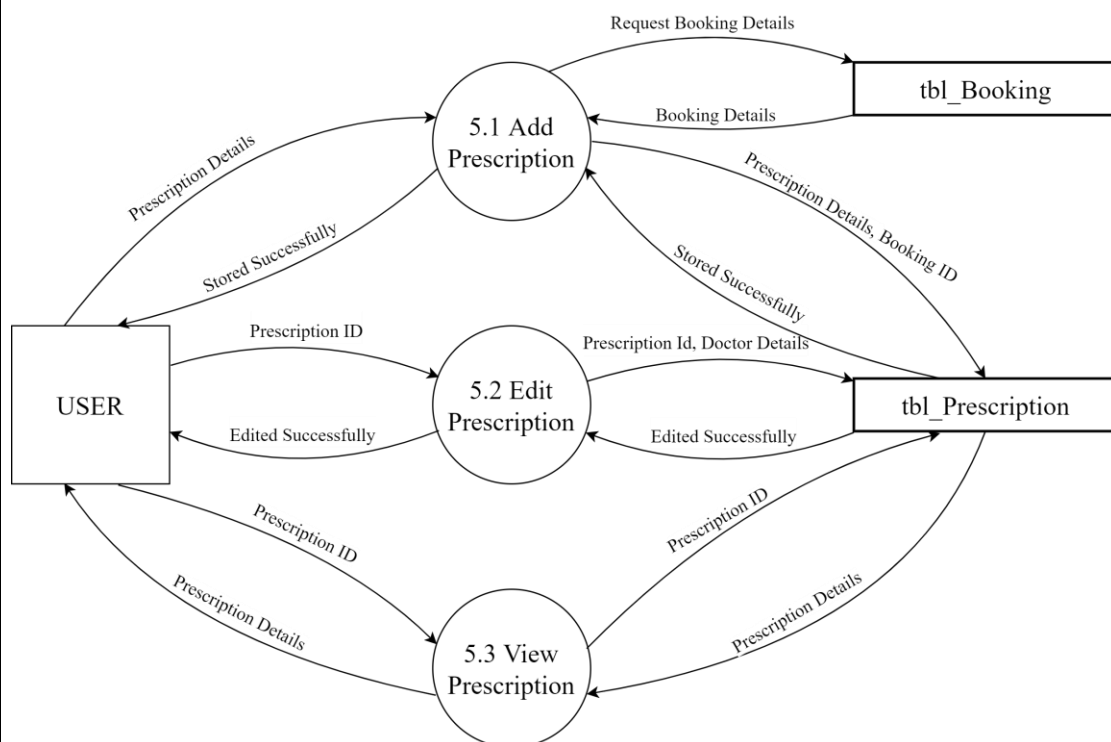 Request Booking Details
tbl_Booking
Booking Details
5.1 Add
Prescription
Prescription Details
Prescription Details, Booking ID
Stored Successfully
Stored Successfully
Prescription ID
Prescription Id, Doctor Details
USER
5.2 Edit
Prescription
tbl_Prescription
Edited Successfully
Edited Successfully
Prescription ID
Prescription ID
Prescription Details
Prescription Details
5.3 View
Prescription